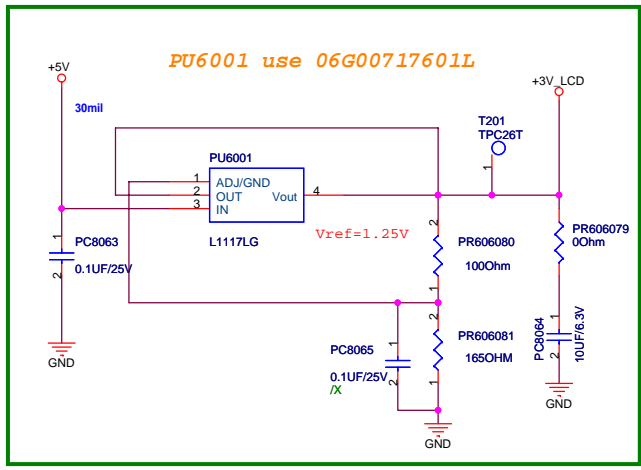 PU6001 use 06G00717601L
+5V
+3V_LCD
30mil
T201
TPC26T
1
PU6001
1
ADJ/GND
2
OUT
Vout
4
3
IN
L1117LG
Vref=1.25V
2
PR606080
100Ohm
1
PR606079
0Ohm
1
PC8063
0.1UF/25V
2
GND
2
PR606081
165OHM
1
1
PC8065
0.1UF/25V
2
/X
GND
1
PC8064
10UF/6.3V
2
GND